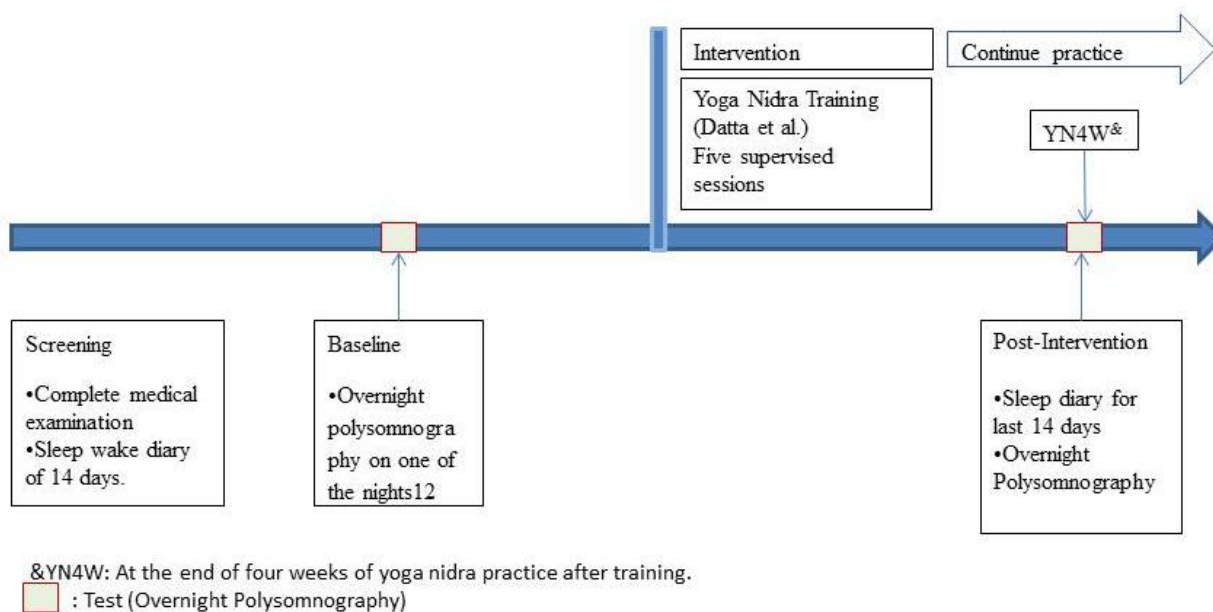 Intervention
Continue practice
Yoga Nidra Training
(Datta et al.)
Five supervised
sessions
YN4W&
Screening
•Complete medical
examination
•Sleep wake diary
of 14 days.
Baseline
•Overnight
polysomnogra
phy on one of
the nights12
Post-Intervention
•Sleep diary for
last 14 days
•Overnight
Polysomnography
&YN4W: At the end of four weeks of yoga nidra practice after training.
: Test (Overnight Polysomnography)